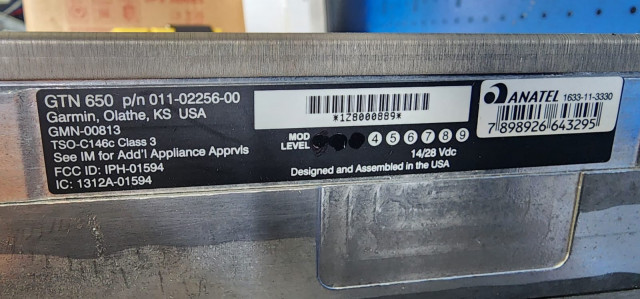 GTN 650 p/n 011-02256-00
Garmin, Olathe, KS USA
GMN-00813
TSO-C146c Class 3
See IM for Add'l Appliance Apprvls
FCC ID: IPH-01594
IC: 1312A-01594
*1Z8000889*
MOD
LEVEL 4 5 6 7 8 9
14/28 Vdc
Designed and Assembled in the USA
ANATEL 1633-11-3330
7 898926 643295